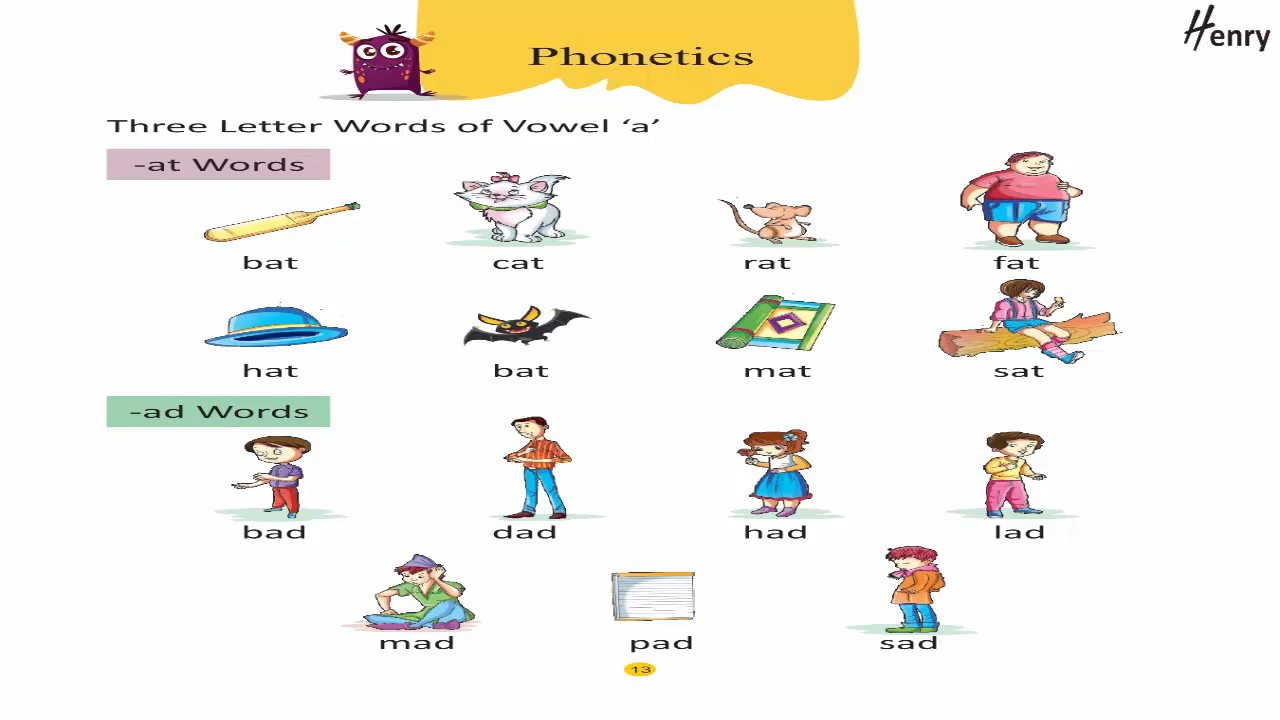 Henry
Phonetics
Three Letter Words of Vowel ‘a’
-at Words
bat cat rat fat
hat bat mat sat
-ad Words
bad dad had lad
mad pad sad
13